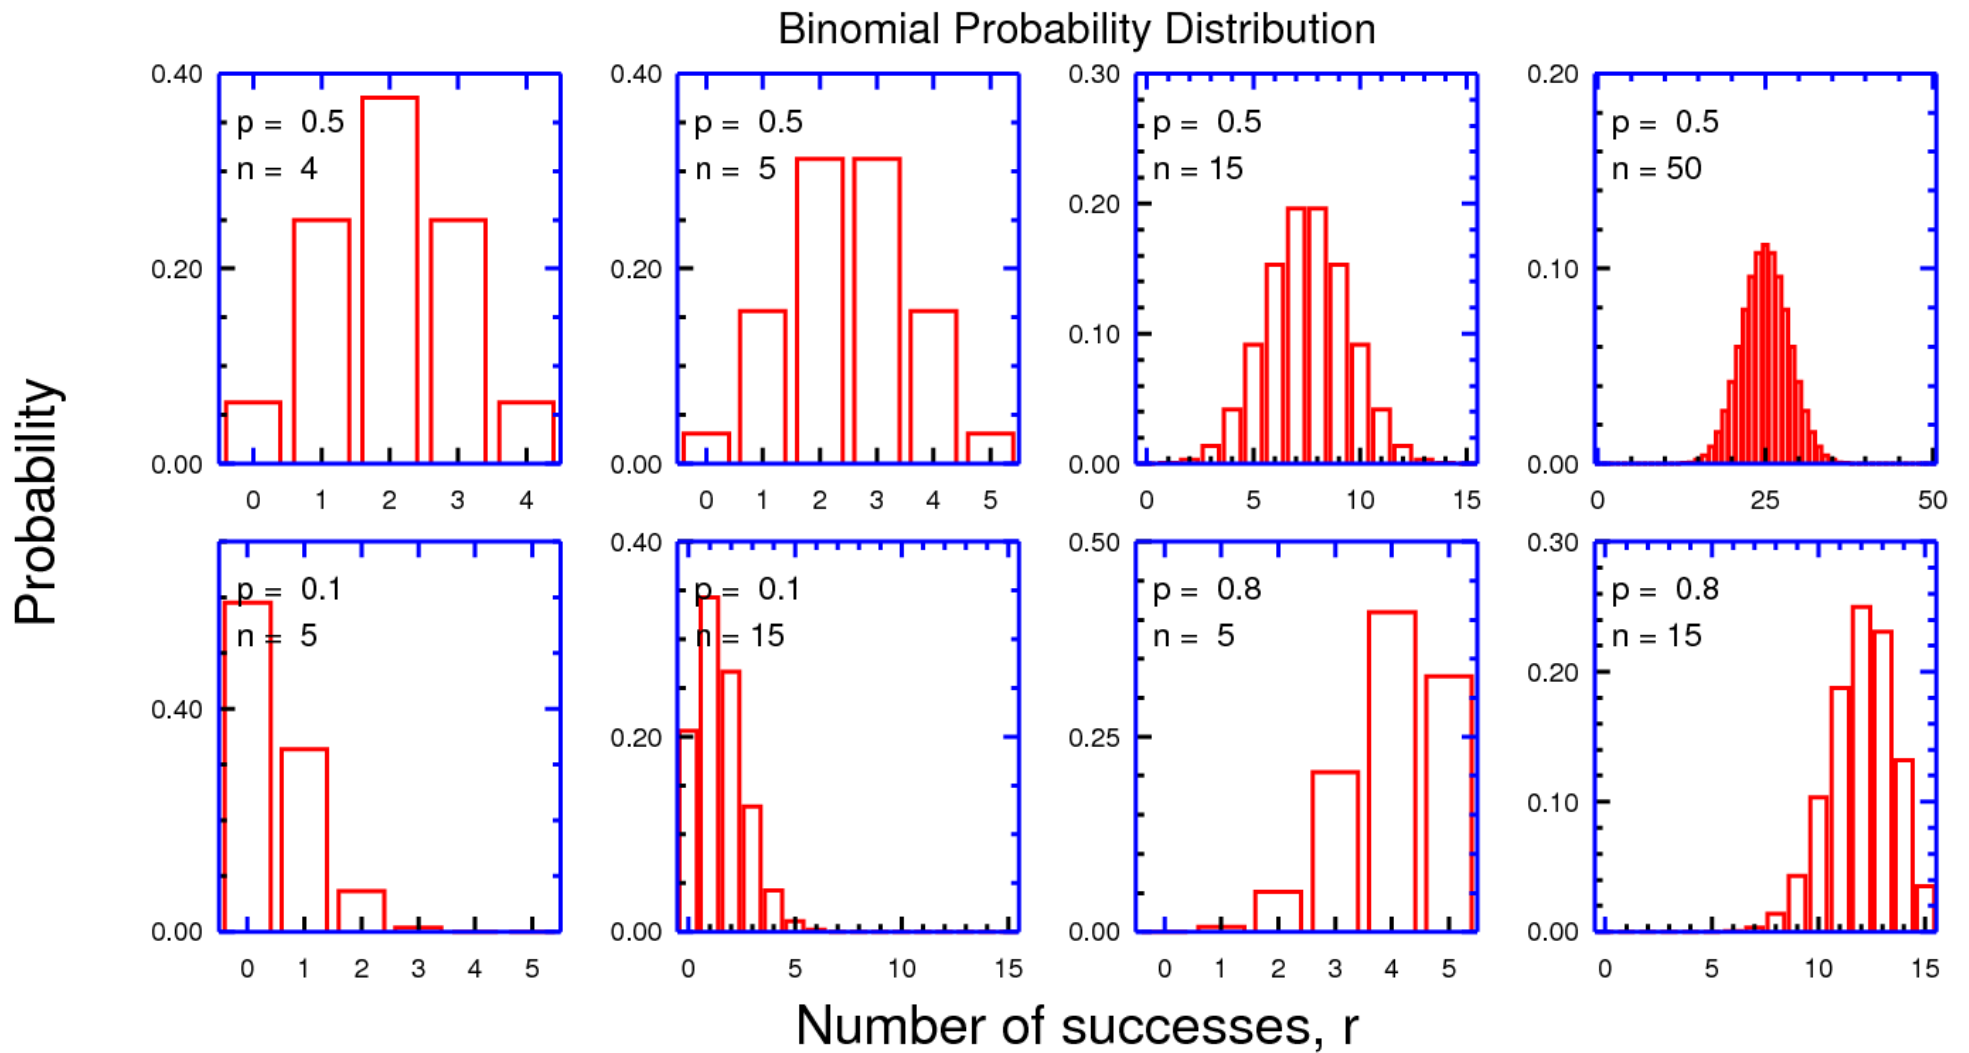 Binomial Probability Distribution
Probability
0.40
0.20
0.00
p = 0.5
n = 4
0 1 2 3 4
0.40
0.20
0.00
p = 0.5
n = 5
0 1 2 3 4 5
0.30
0.20
0.10
0.00
p = 0.5
n = 15
0 5 10 15
0.20
0.10
0.00
p = 0.5
n = 50
0 25 50
0.40
0.00
p = 0.1
n = 5
0 1 2 3 4 5
0.40
0.20
0.00
p = 0.1
n = 15
0 5 10 15
0.50
0.25
0.00
p = 0.8
n = 5
0 1 2 3 4 5
0.30
0.20
0.10
0.00
p = 0.8
n = 15
0 5 10 15
Number of successes, r